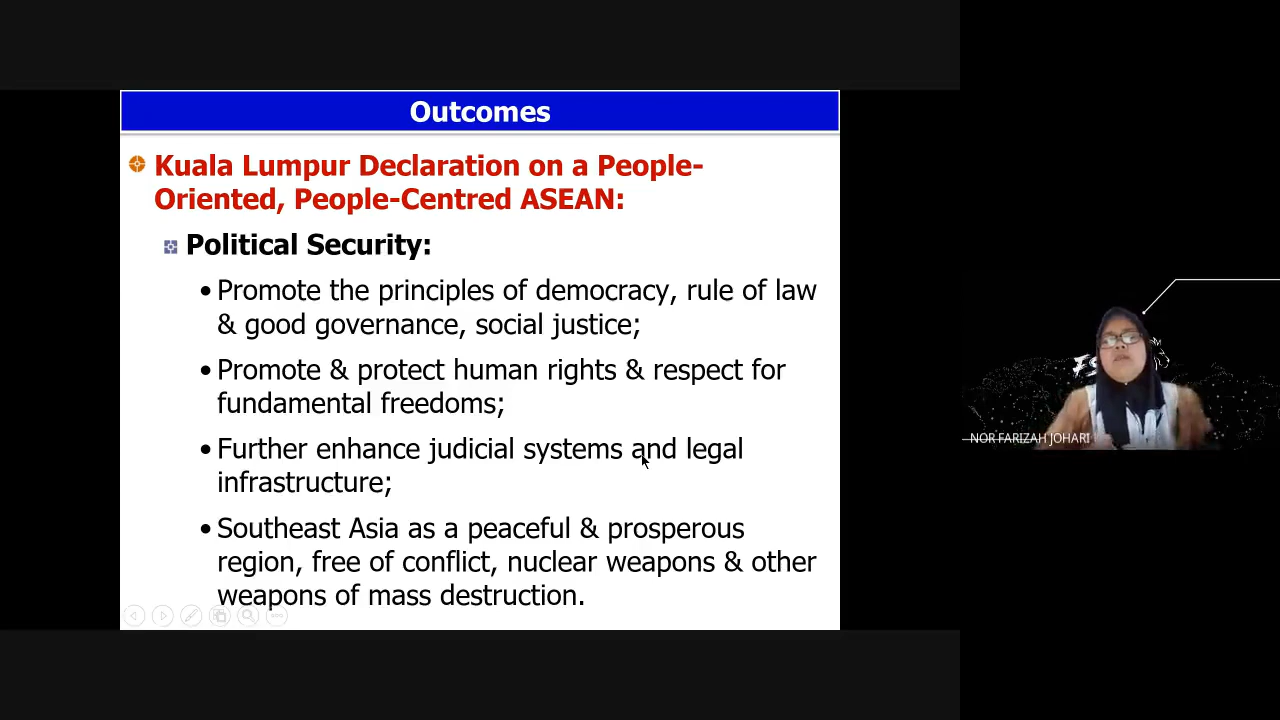 Outcomes
Kuala Lumpur Declaration on a People-
Oriented, People-Centred ASEAN:
Political Security:
• Promote the principles of democracy, rule of law
& good governance, social justice;
• Promote & protect human rights & respect for
fundamental freedoms;
• Further enhance judicial systems and legal
infrastructure;
• Southeast Asia as a peaceful & prosperous
region, free of conflict, nuclear weapons & other
weapons of mass destruction.
NOR FARIZAH JOHARI